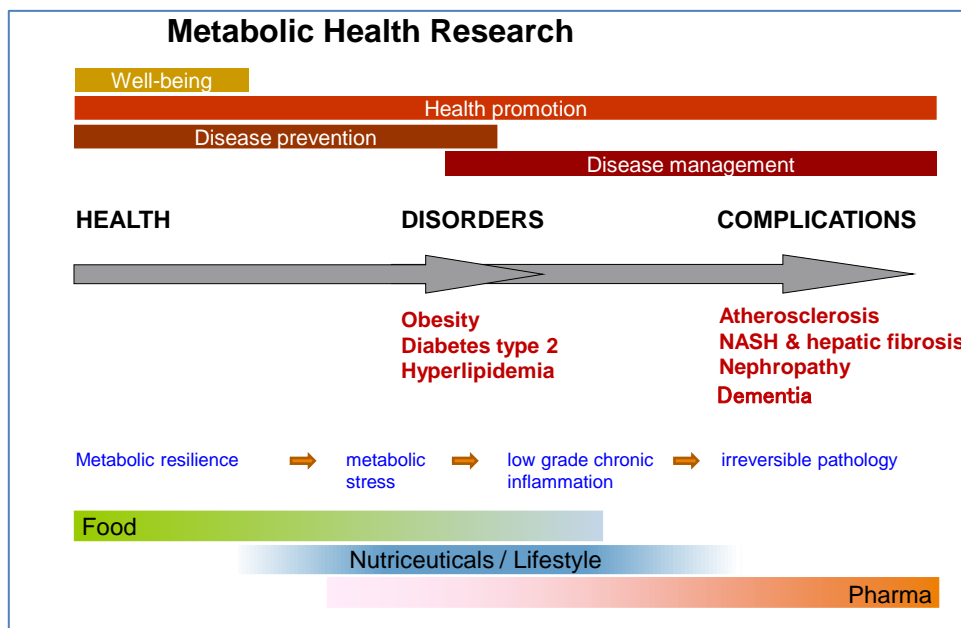 Metabolic Health Research
Well-being
Health promotion
Disease prevention
Disease management
HEALTH DISORDERS COMPLICATIONS
Obesity
Diabetes type 2
Hyperlipidemia
Atherosclerosis
NASH & hepatic fibrosis
Nephropathy
Dementia
Metabolic resilience
metabolic
stress
low grade chronic
inflammation
irreversible pathology
Food
Nutriceuticals / Lifestyle
Pharma